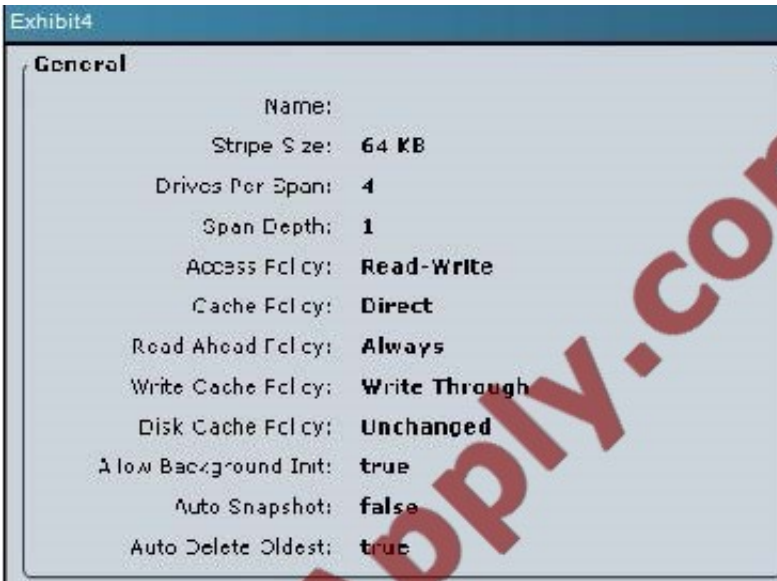 Exhibit4
General
Name:
Stripe Size: 64 KB
Drives Per Span: 4
Span Depth: 1
Access Policy: Read-Write
Cache Policy: Direct
Read Ahead Policy: Always
Write Cache Policy: Write Through
Disk Cache Policy: Unchanged
Allow Background Init: true
Auto Snapshot: false
Auto Delete Oldest: true